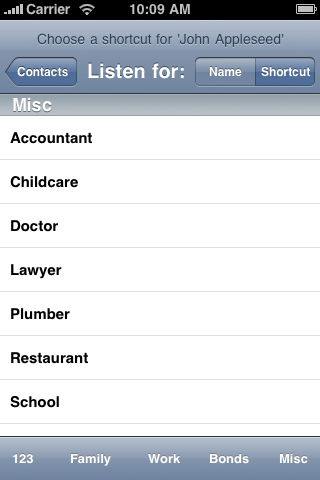 Carrier 10:09 AM
Choose a shortcut for 'John Appleseed'
Contacts Listen for: Name Shortcut
Misc
Accountant
Childcare
Doctor
Lawyer
Plumber
Restaurant
School
123 Family Work Bonds Misc